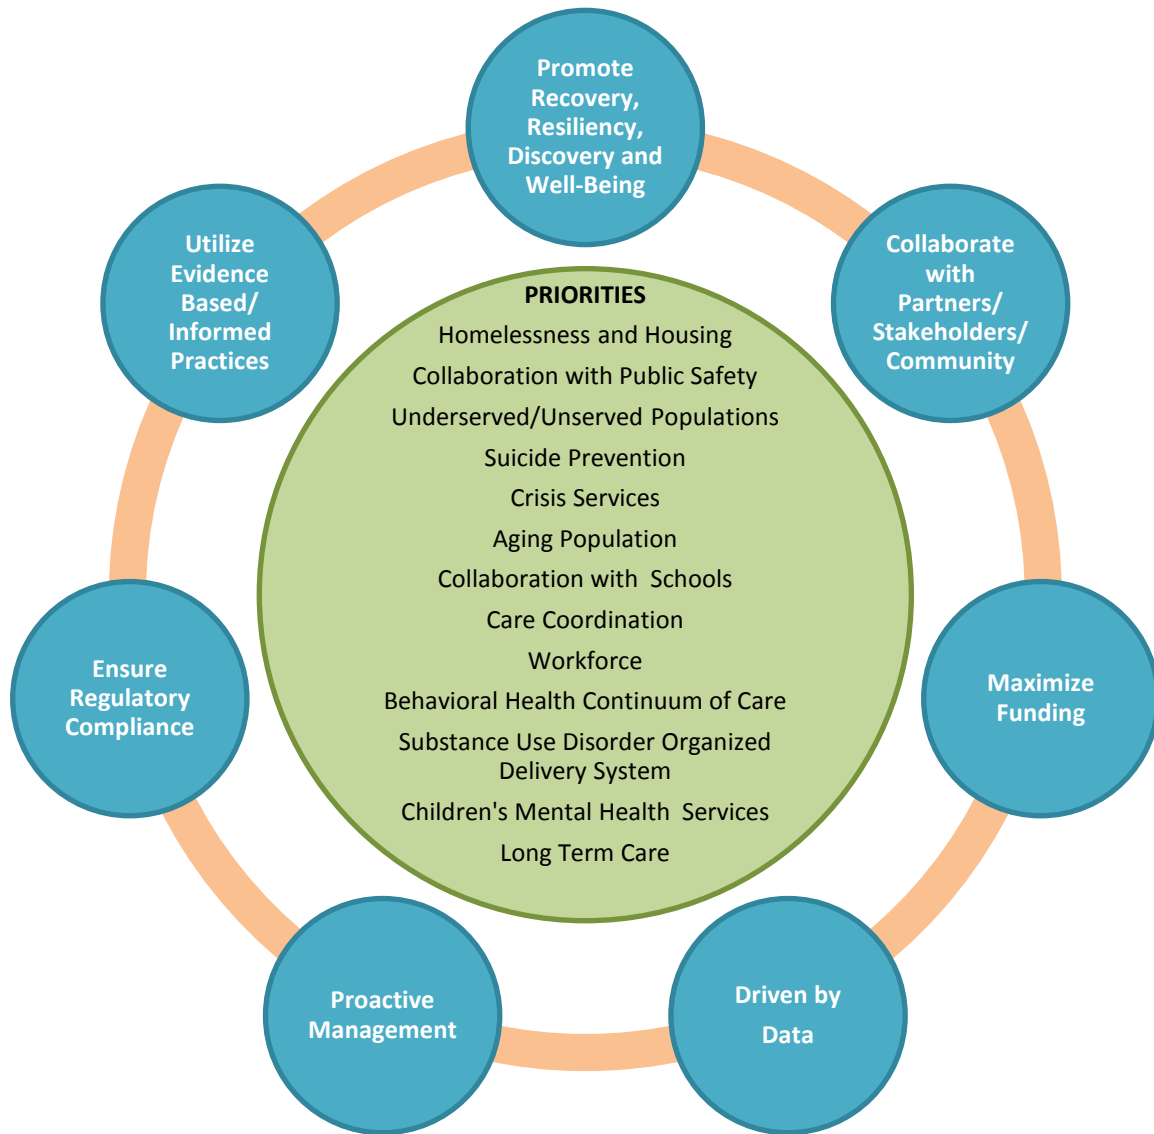 Promote
Recovery,
Resiliency,
Discovery and
Well-Being
Collaborate
with
Partners/
Stakeholders/
Community
Maximize
Funding
Driven by
Data
Proactive
Management
Ensure
Regulatory
Compliance
Utilize
Evidence
Based/
Informed
Practices
PRIORITIES
Homelessness and Housing
Collaboration with Public Safety
Underserved/Unserved Populations
Suicide Prevention
Crisis Services
Aging Population
Collaboration with Schools
Care Coordination
Workforce
Behavioral Health Continuum of Care
Substance Use Disorder Organized
Delivery System
Children's Mental Health Services
Long Term Care